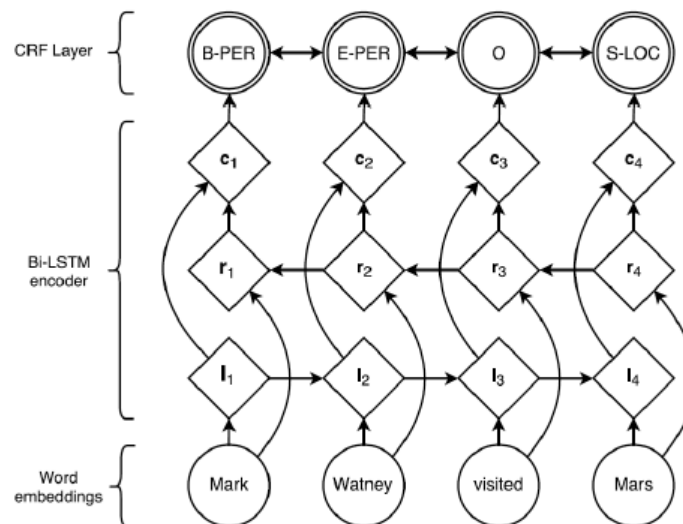 CRF Layer
B-PER E-PER O S-LOC
c1 c2 c3 c4
Bi-LSTM
encoder
r1 r2 r3 r4
l1 l2 l3 l4
Word
embeddings
Mark Watney visited Mars